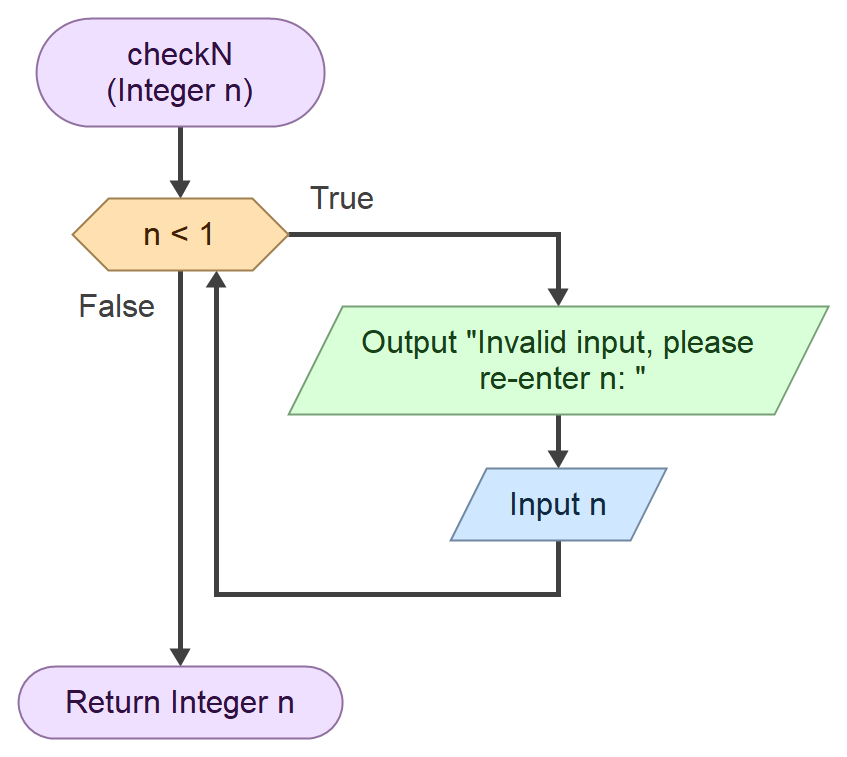 checkN
(Integer n)
n < 1
True
False
Output "Invalid input, please
re-enter n: "
Input n
Return Integer n